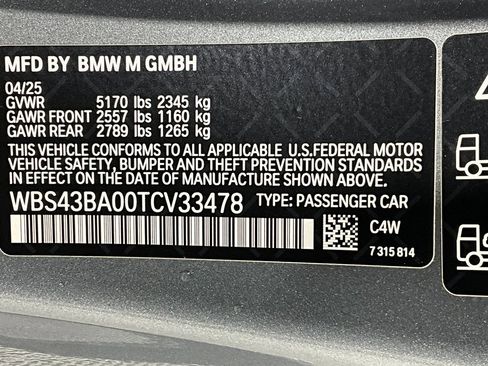 MFD BY BMW M GMBH
04/25
GVWR 5170 lbs 2345 kg
GAWR FRONT 2557 lbs 1160 kg
GAWR REAR 2789 lbs 1265 kg
THIS VEHICLE CONFORMS TO ALL APPLICABLE U.S.FEDERAL MOTOR
VEHICLE SAFETY, BUMPER AND THEFT PREVENTION STANDARDS
IN EFFECT ON THE DATE OF MANUFACTURE SHOWN ABOVE.
WBS43BA00TCV33478 TYPE: PASSENGER CAR
C4W
7 315 814